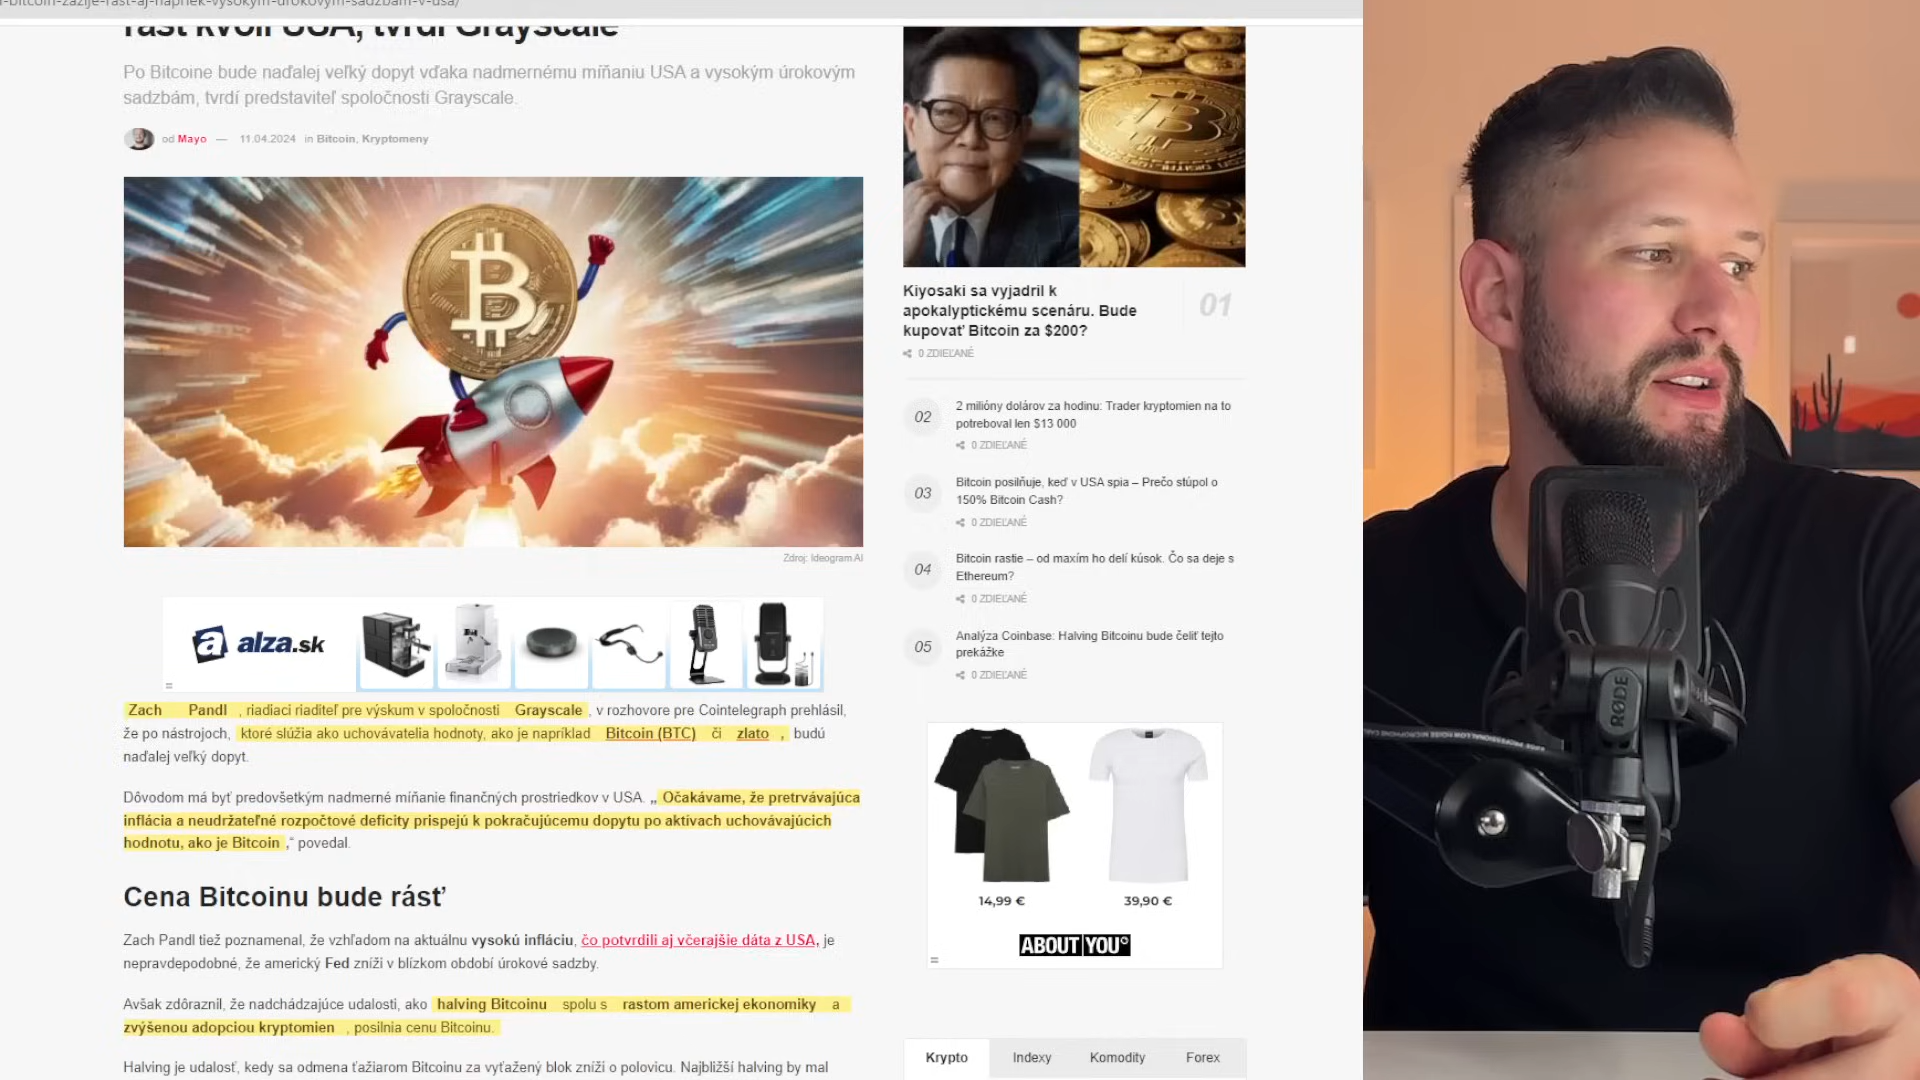 i-bitcoin-zazije-rast-aj-napriek-vysokym-urokovym-sadzbam-v-usa/
rast kvôli USA, tvrdí Grayscale
Po Bitcoine bude naďalej veľký dopyt vďaka nadmernému míňaniu USA a vysokým úrokovým
sadzbám, tvrdí predstaviteľ spoločnosti Grayscale.
od Mayo — 11.04.2024 in Bitcoin, Kryptomeny
Zdroj: Ideogram AI
alza.sk
Zach Pandl , riadiaci riaditeľ pre výskum v spoločnosti Grayscale , v rozhovore pre Cointelegraph prehlásil,
že po nástrojoch, ktoré slúžia ako uchovávatelia hodnoty, ako je napríklad Bitcoin (BTC) či zlato , budú
naďalej veľký dopyt.
Dôvodom má byť predovšetkým nadmerné míňanie finančných prostriedkov v USA. „ Očakávame, že pretrvávajúca
inflácia a neudržateľné rozpočtové deficity prispejú k pokračujúcemu dopytu po aktívach uchovávajúcich
hodnotu, ako je Bitcoin ,“ povedal.
Cena Bitcoinu bude rásť
Zach Pandl tiež poznamenal, že vzhľadom na aktuálnu vysokú infláciu, čo potvrdili aj včerajšie dáta z USA, je
nepravdepodobné, že americký Fed zníži v blízkom období úrokové sadzby.
Avšak zdôraznil, že nadchádzajúce udalosti, ako halving Bitcoinu spolu s rastom americkej ekonomiky a
zvýšenou adopciou kryptomien , posilnia cenu Bitcoinu.
Halving je udalosť, kedy sa odmena ťažiarom Bitcoinu za vyťažený blok zníži o polovicu. Najbližší halving by mal
Kiyosaki sa vyjadril k
apokalyptickému scenáru. Bude
kupovať Bitcoin za $200?
01
0 ZDIEĽANÉ
02
2 milióny dolárov za hodinu: Trader kryptomien na to
potreboval len $13 000
0 ZDIEĽANÉ
03
Bitcoin posilňuje, keď v USA spia – Prečo stúpol o
150% Bitcoin Cash?
0 ZDIEĽANÉ
04
Bitcoin rastie – od maxím ho delí kúsok. Čo sa deje s
Ethereum?
0 ZDIEĽANÉ
05
Analýza Coinbase: Halving Bitcoinu bude čeliť tejto
prekážke
0 ZDIEĽANÉ
14,99 € 39,90 €
ABOUT YOU°
Krypto Indexy Komodity Forex
RØDE